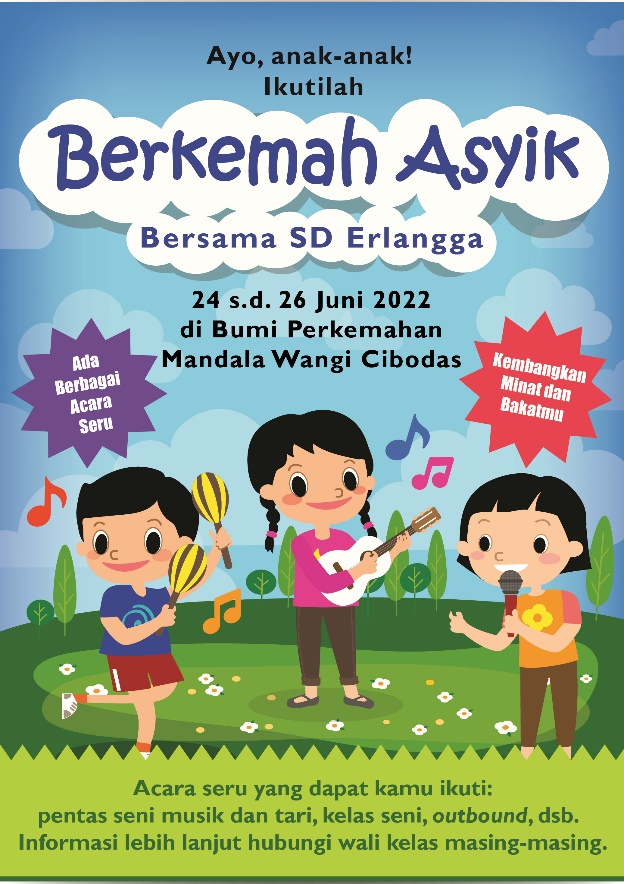 Ayo, anak-anak!
Ikutilah
Berkemah Asyik
Bersama SD Erlangga
24 s.d. 26 Juni 2022
di Bumi Perkemahan
Mandala Wangi Cibodas
Ada
Berbagai
Acara
Seru
Kembangkan
Minat dan
Bakatmu
Acara seru yang dapat kamu ikuti:
pentas seni musik dan tari, kelas seni, outbound, dsb.
Informasi lebih lanjut hubungi wali kelas masing-masing.